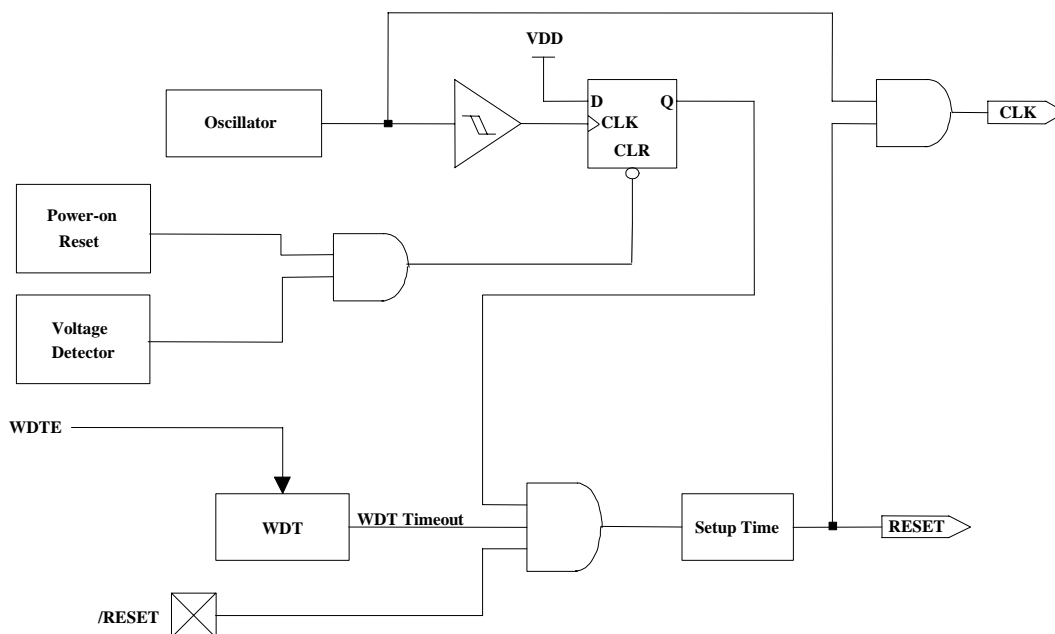 VDD
Oscillator
D
Q
CLK
CLR
CLK
Power-on
Reset
Voltage
Detector
WDTE
WDT
WDT Timeout
Setup Time
RESET
/RESET